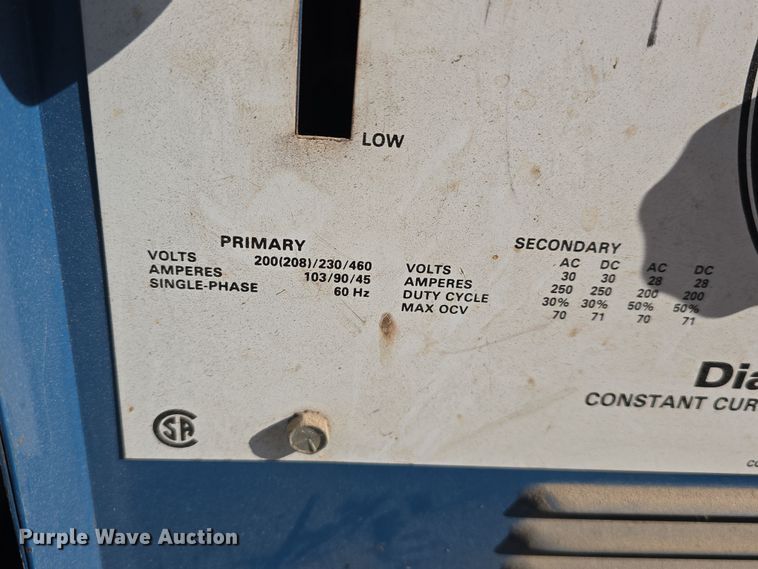 LOW
PRIMARY
VOLTS 200(208)/230/460
AMPERES 103/90/45
SINGLE-PHASE 60 Hz
SECONDARY
AC DC AC DC
VOLTS 30 30 28 28
AMPERES 250 250 200 200
DUTY CYCLE 30% 30% 50% 50%
MAX OCV 70 71 70 71
Dia
CONSTANT CUR
CSA
Purple Wave Auction